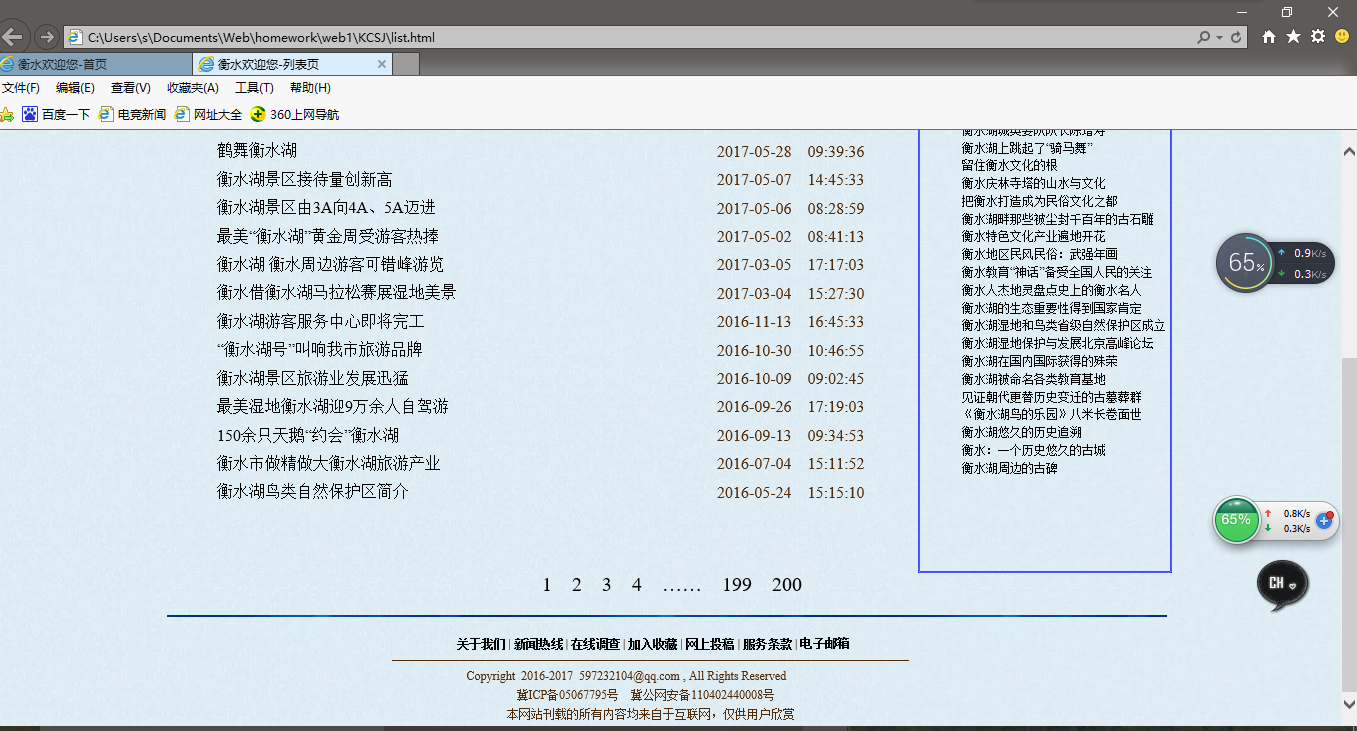 C:\Users\s\Documents\Web\homework\web1\KCSJ\list.html
衡水欢迎您-首页 衡水欢迎您-列表页
文件(F) 编辑(E) 查看(V) 收藏夹(A) 工具(T) 帮助(H)
百度一下 电竞新闻 网址大全 360上网导航
鹤舞衡水湖 2017-05-28 09:39:36
衡水湖景区接待量创新高 2017-05-07 14:45:33
衡水湖景区由3A向4A、5A迈进 2017-05-06 08:28:59
最美“衡水湖”黄金周受游客热捧 2017-05-02 08:41:13
衡水湖 衡水周边游客可错峰游览 2017-03-05 17:17:03
衡水借衡水湖马拉松赛展湿地美景 2017-03-04 15:27:30
衡水湖游客服务中心即将完工 2016-11-13 16:45:33
“衡水湖号”叫响我市旅游品牌 2016-10-30 10:46:55
衡水湖景区旅游业发展迅猛 2016-10-09 09:02:45
最美湿地衡水湖迎9万余人自驾游 2016-09-26 17:19:03
150余只天鹅“约会”衡水湖 2016-09-13 09:34:53
衡水市做精做大衡水湖旅游产业 2016-07-04 15:11:52
衡水湖鸟类自然保护区简介 2016-05-24 15:15:10
衡水湖上跳起了“骑马舞”
留住衡水文化的根
衡水庆林寺塔的山水与文化
把衡水打造成为民俗文化之都
衡水湖畔那些被尘封千百年的古石雕
衡水特色文化产业遍地开花
衡水地区民风民俗：武强年画
衡水教育“神话”备受全国人民的关注
衡水人杰地灵盘点史上的衡水名人
衡水湖的生态重要性得到国家肯定
衡水湖湿地和鸟类省级自然保护区成立
衡水湖湿地保护与发展北京高峰论坛
衡水湖在国内国际获得的殊荣
衡水湖被命名各类教育基地
见证朝代更替历史变迁的古墓葬群
《衡水湖鸟的乐园》八米长卷面世
衡水湖悠久的历史追溯
衡水：一个历史悠久的古城
衡水湖周边的古碑
65% 0.9K/s
0.3K/s
65% 0.8K/s
0.3K/s
CH
1 2 3 4 …… 199 200
关于我们 | 新闻热线 | 在线调查 | 加入收藏 | 网上投稿 | 服务条款 | 电子邮箱
Copyright 2016-2017 597232104@qq.com , All Rights Reserved
冀ICP备05067795号 冀公网安备110402440008号
本网站刊载的所有内容均来自于互联网，仅供用户欣赏